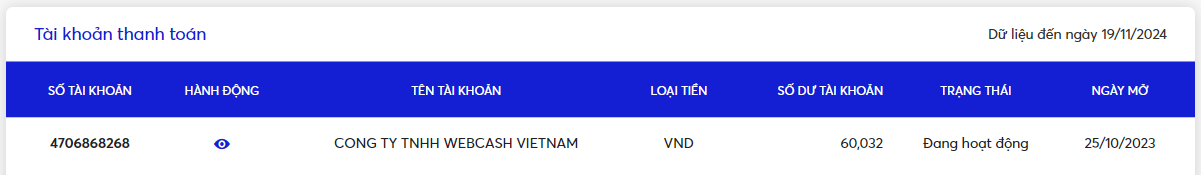 Tài khoản thanh toán
Dữ liệu đến ngày 19/11/2024
SỐ TÀI KHOẢN HÀNH ĐỘNG TÊN TÀI KHOẢN LOẠI TIỀN SỐ DƯ TÀI KHOẢN TRẠNG THÁI NGÀY MỞ
4706868268 CONG TY TNHH WEBCASH VIETNAM VND 60,032 Đang hoạt động 25/10/2023